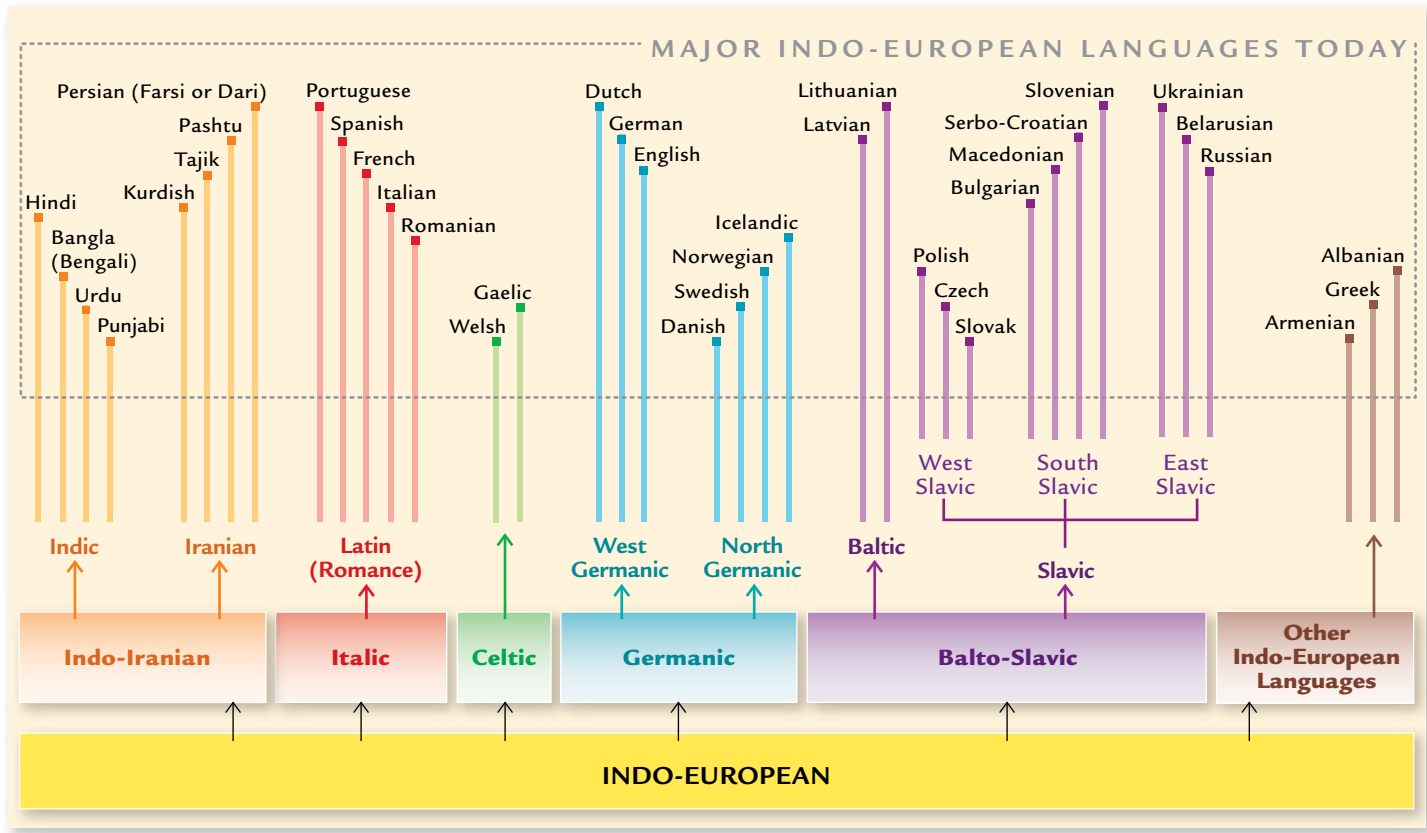 MAJOR INDO-EUROPEAN LANGUAGES TODAY
Persian (Farsi or Dari)
Pashtu
Tajik
Kurdish
Hindi
Bangla
(Bengali)
Urdu
Punjabi
Portuguese
Spanish
French
Italian
Romanian
Gaelic
Welsh
Dutch
German
English
Icelandic
Norwegian
Swedish
Danish
Lithuanian
Latvian
Slovenian
Serbo-Croatian
Macedonian
Bulgarian
Polish
Czech
Slovak
Ukrainian
Belarusian
Russian
Albanian
Greek
Armenian
West
Slavic
South
Slavic
East
Slavic
Indic
Iranian
Latin
(Romance)
West
Germanic
North
Germanic
Baltic
Slavic
Indo-Iranian
Italic
Celtic
Germanic
Balto-Slavic
Other
Indo-European
Languages
INDO-EUROPEAN